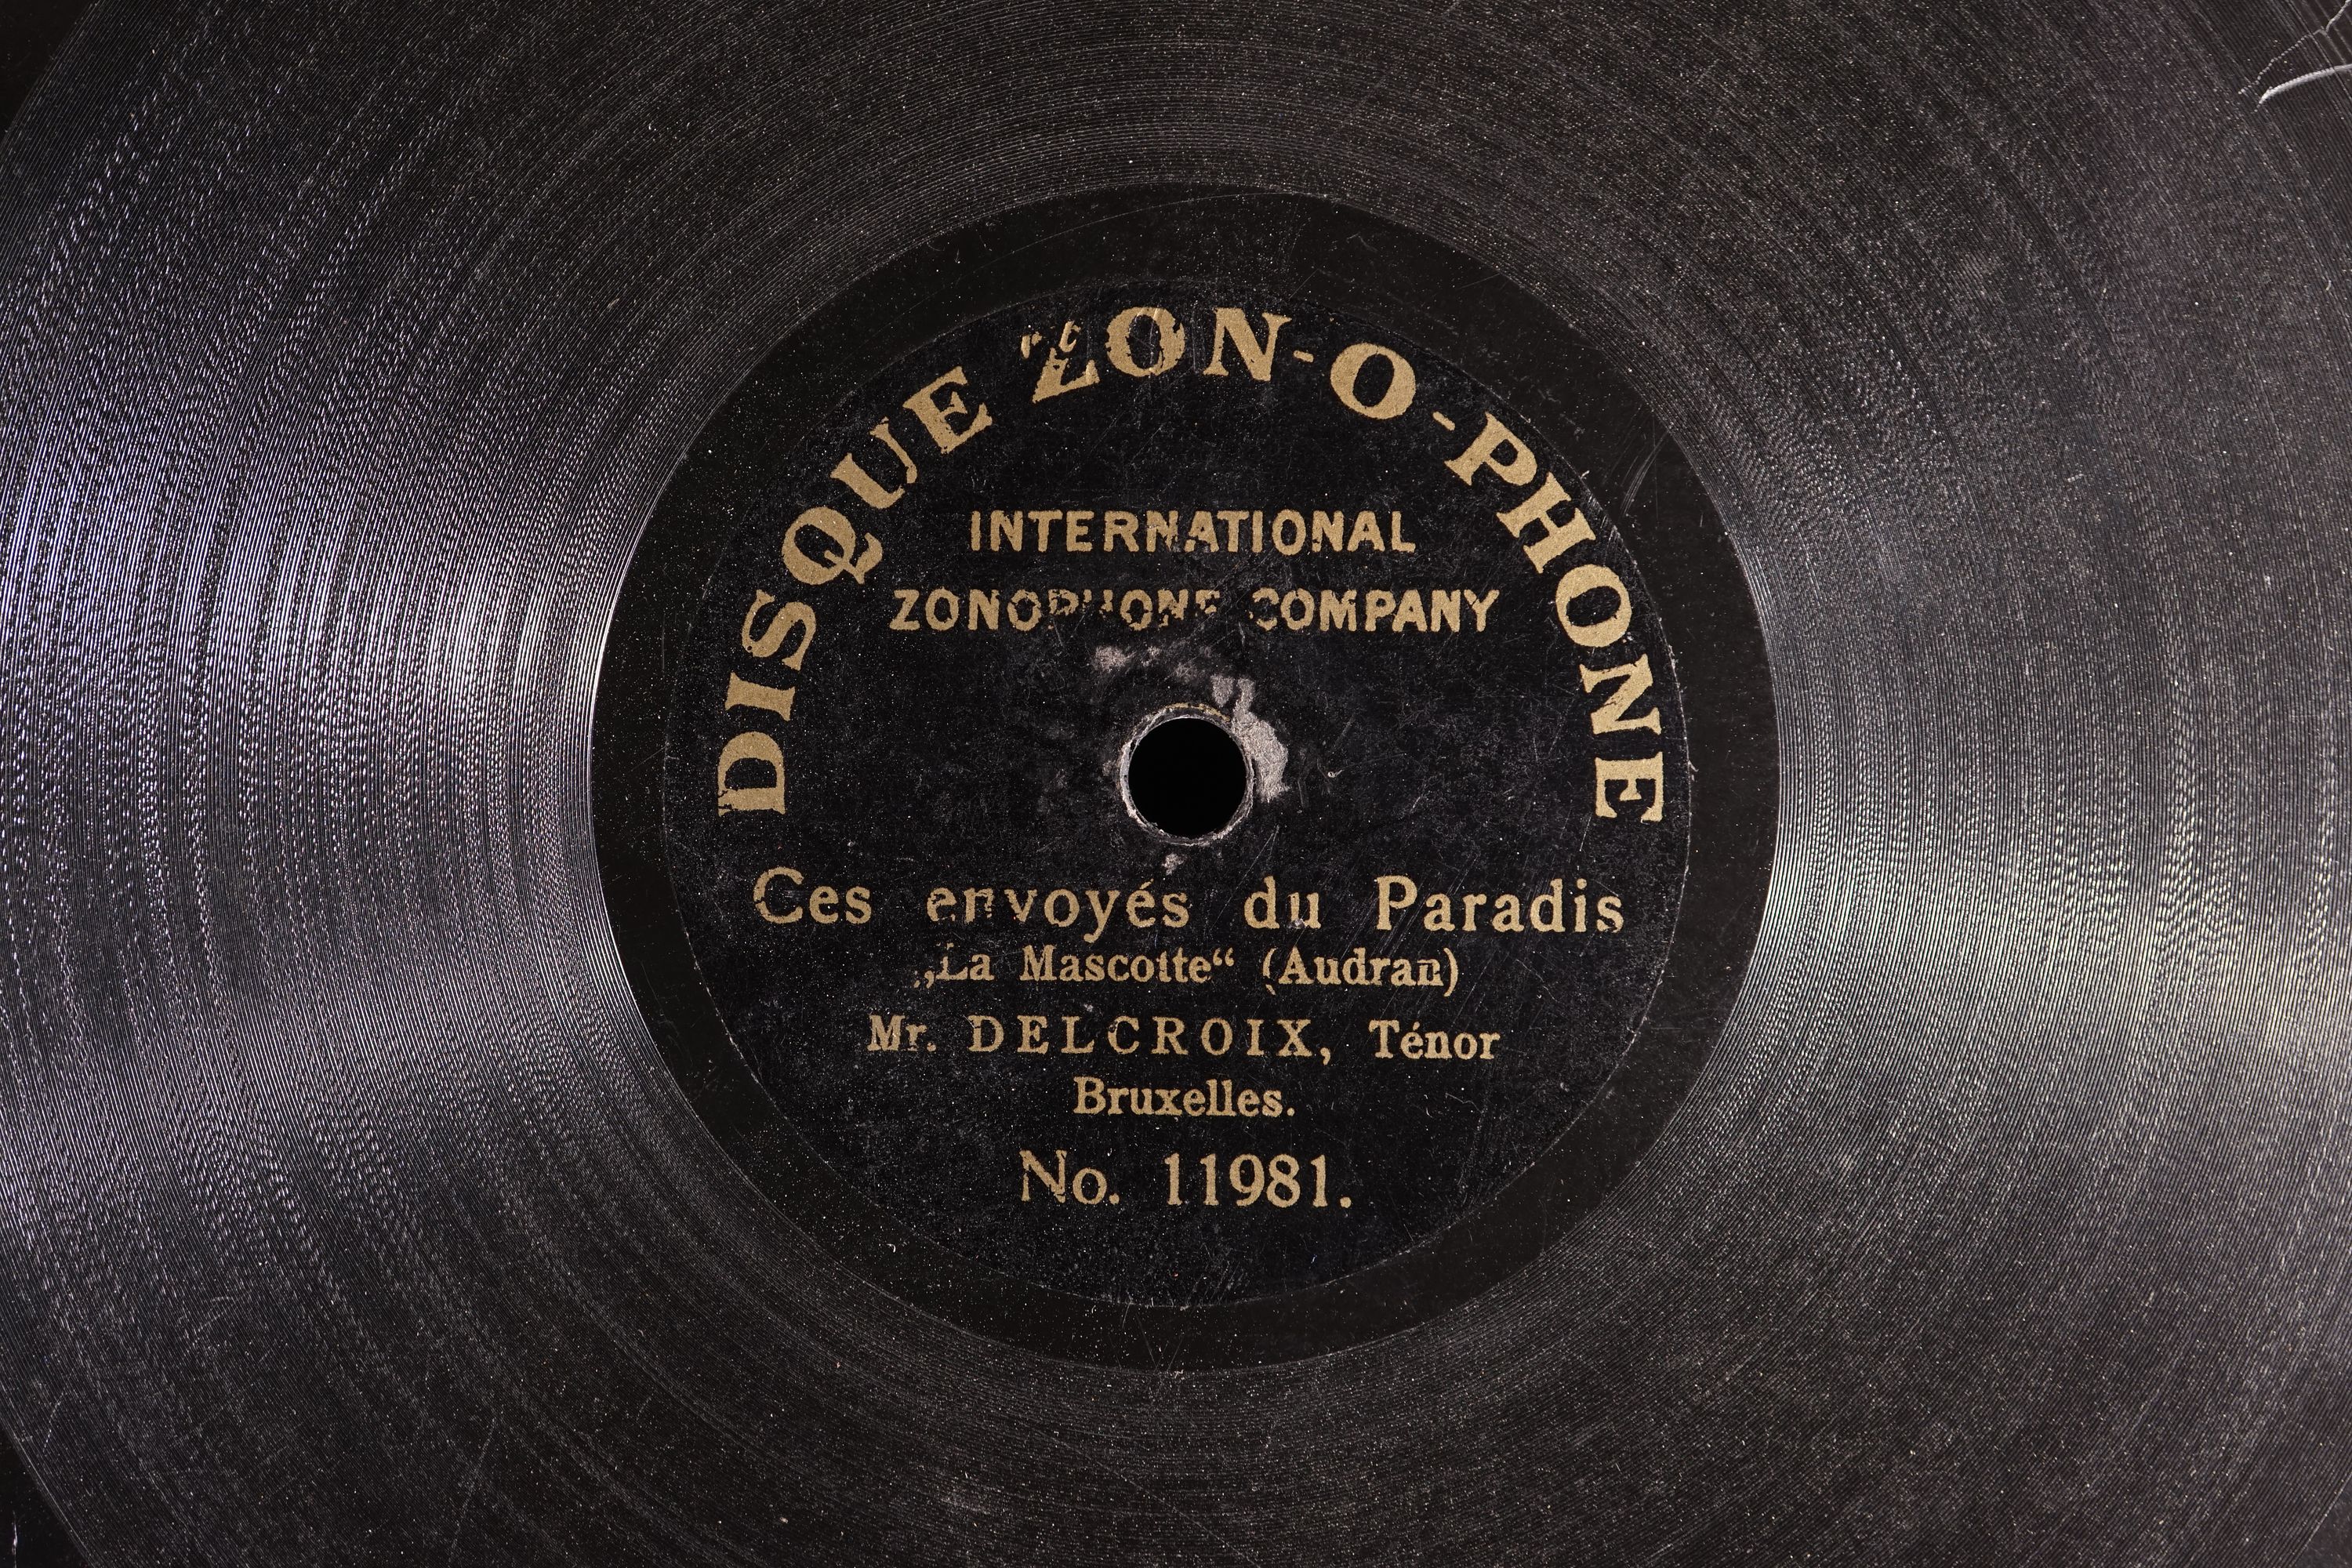 DISQUE ZON-O-PHONE
INTERNATIONAL
ZONOPHONE COMPANY
Ces envoyés du Paradis
„La Mascotte“ (Audran)
Mr. DELCROIX, Ténor
Bruxelles.
No. 11981.